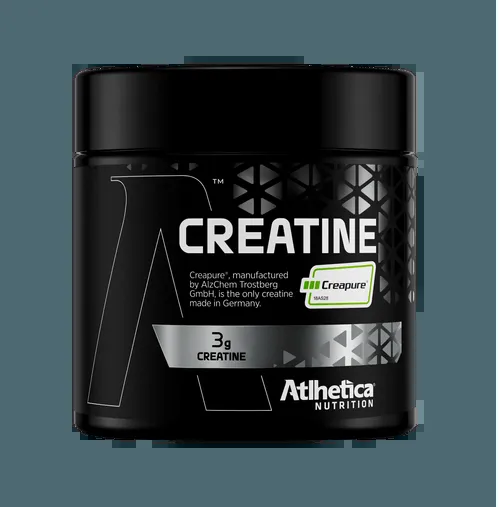 ™
CREATINE
Creapure®, manufactured
by AlzChem Trostberg
GmbH, is the only creatine
made in Germany.
Creapure®
3g
CREATINE
Atlhetica®
NUTRITION